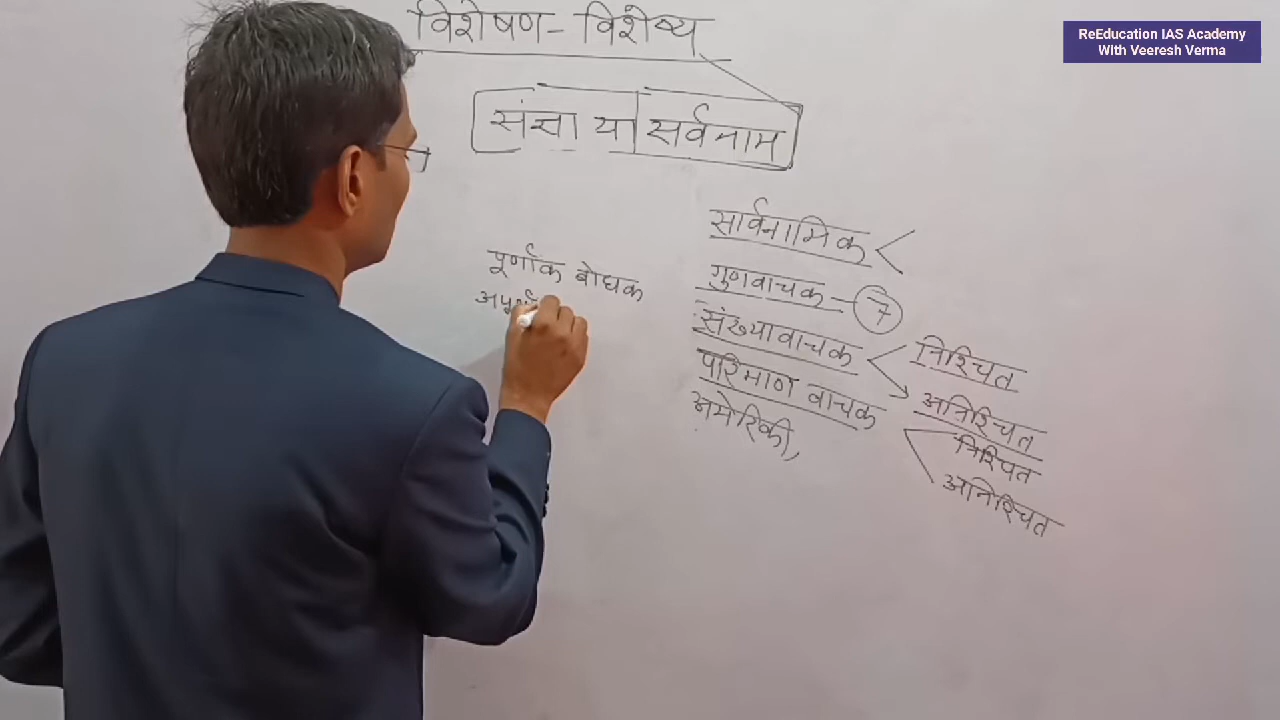 विशेषण - विशेष्य
ReEducation IAS Academy
With Veeresh Verma
संज्ञा या सर्वनाम
सार्वनामिक
पूर्णांक बोधक
गुणवाचक - 7
अपूर्ण
संख्यावाचक
निश्चित
अनिश्चित
परिमाण वाचक
निश्चित
अनिश्चित
अमेरिकी,